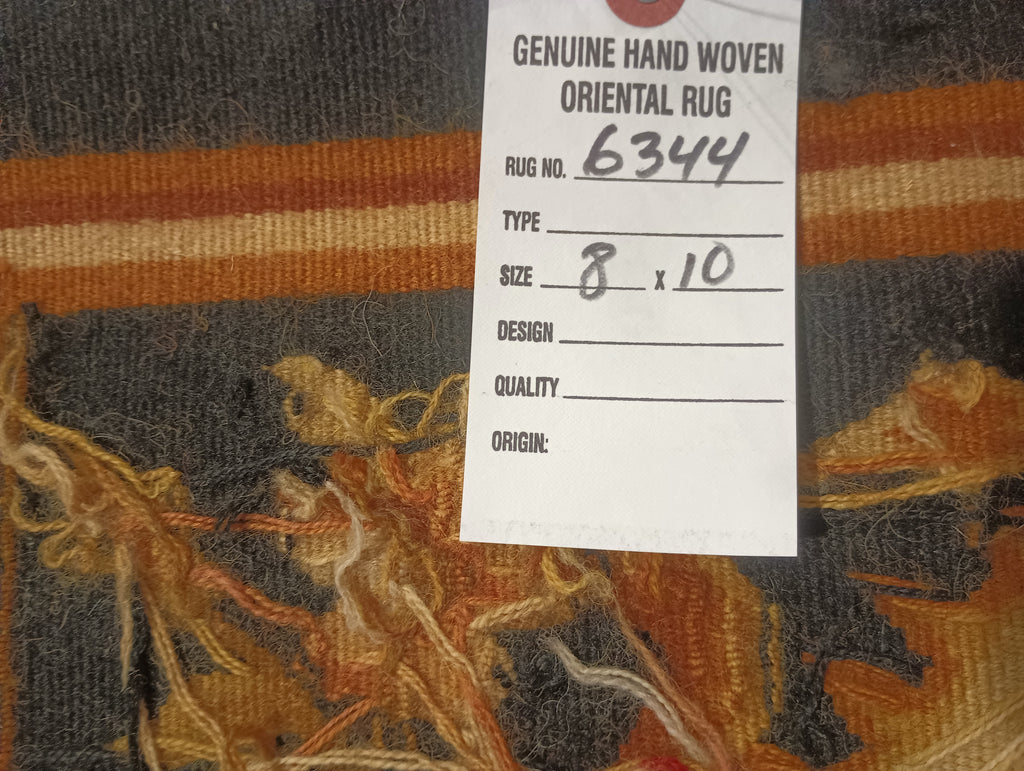 GENUINE HAND WOVEN
ORIENTAL RUG
RUG NO. 6344
TYPE
SIZE 8 x 10
DESIGN
QUALITY
ORIGIN: